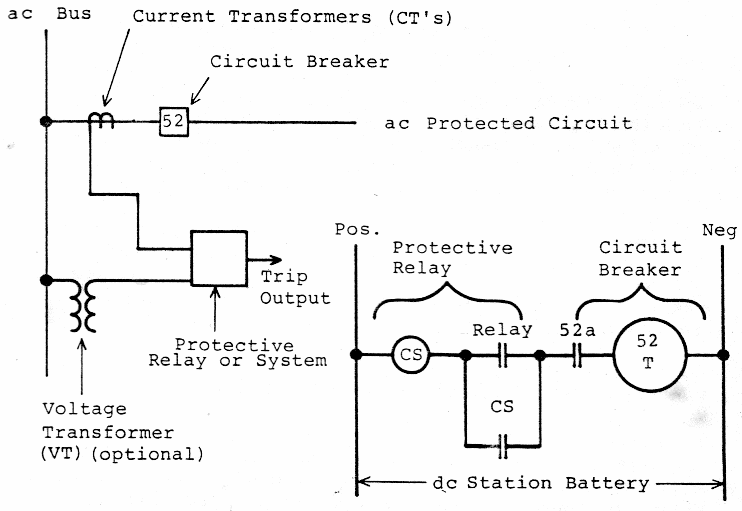 ac Bus
Current Transformers (CT's)
Circuit Breaker
52
ac Protected Circuit
Trip
Output
Protective
Relay or System
Voltage
Transformer
(VT) (optional)
Pos.
Neg
Protective
Relay
Circuit
Breaker
CS
Relay
52a
52
T
CS
dc Station Battery